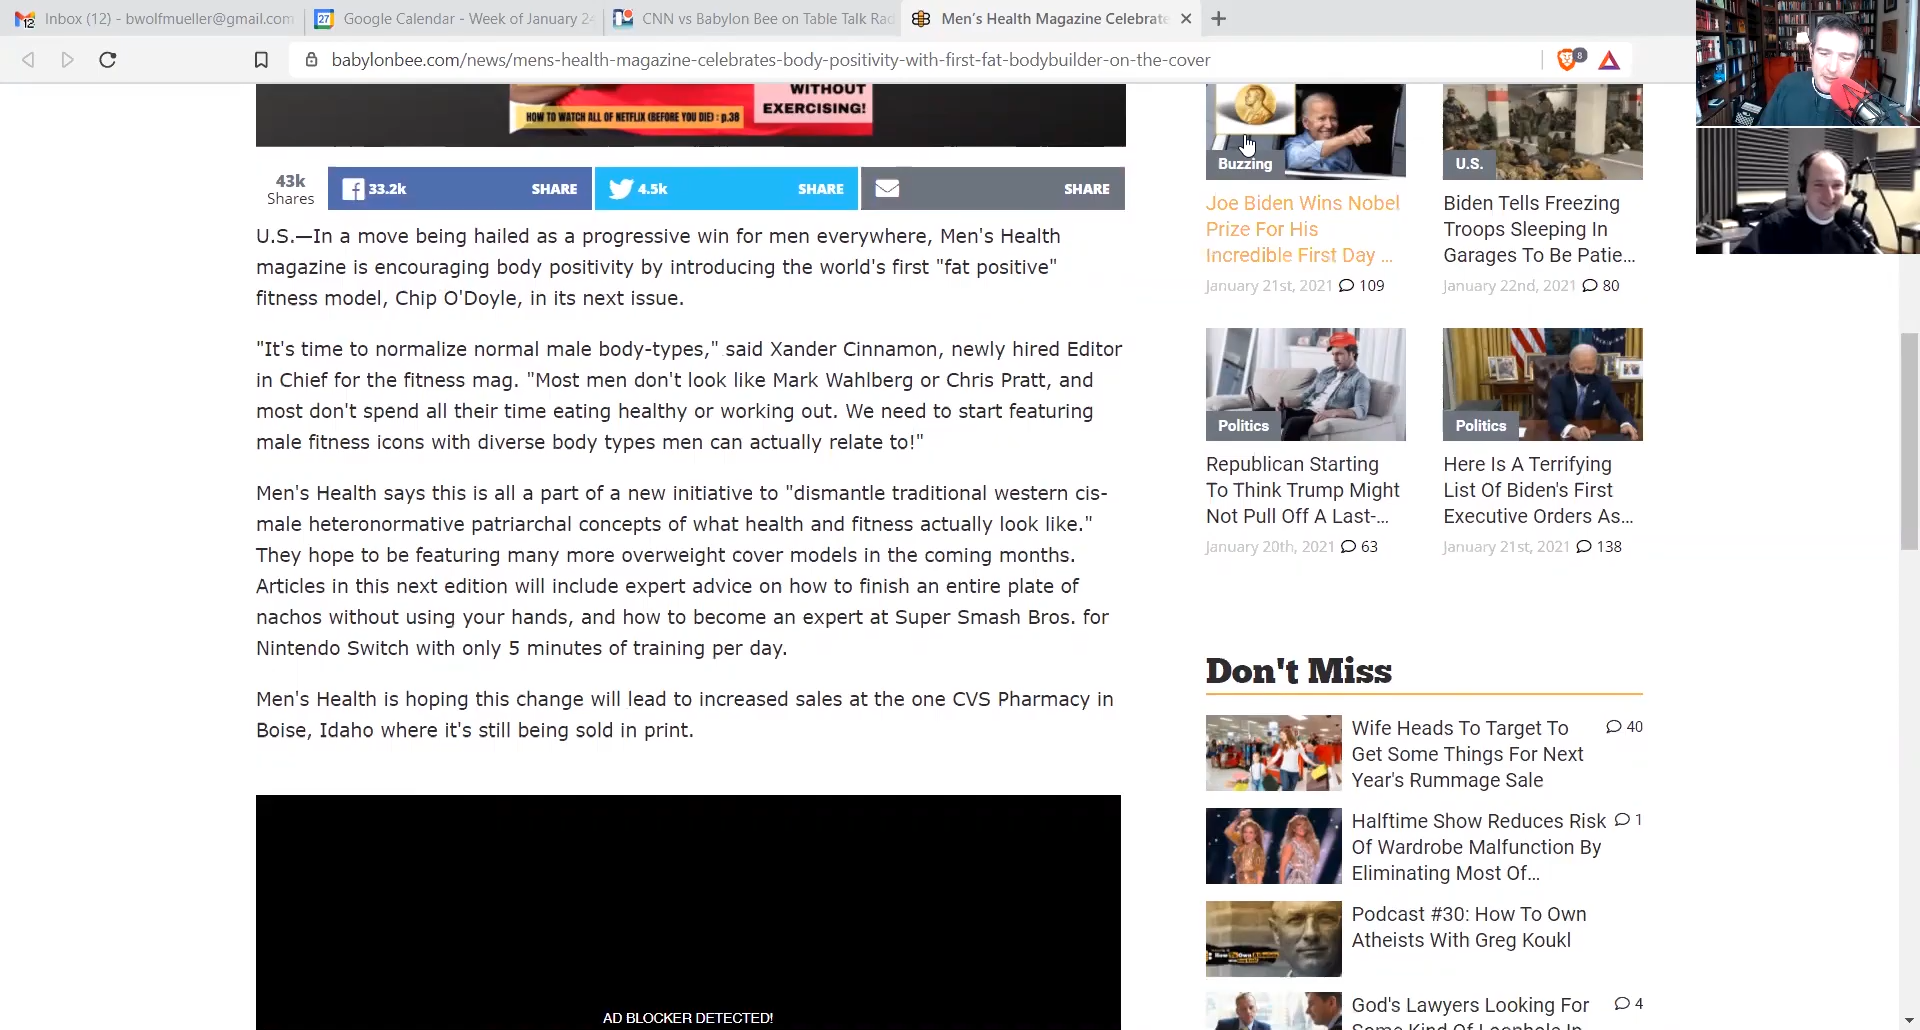 Inbox (12) - bwolfmueller@gmail.com
Google Calendar - Week of January 24
CNN vs Babylon Bee on Table Talk Rad
Men's Health Magazine Celebrate
babylonbee.com/news/mens-health-magazine-celebrates-body-positivity-with-first-fat-bodybuilder-on-the-cover
8
WITHOUT
EXERCISING!
HOW TO WATCH ALL OF NETFLIX (BEFORE YOU DIE) : p.38
43k
Shares
33.2k SHARE
4.5k SHARE
SHARE
U.S.—In a move being hailed as a progressive win for men everywhere, Men's Health
magazine is encouraging body positivity by introducing the world's first "fat positive"
fitness model, Chip O'Doyle, in its next issue.
"It's time to normalize normal male body-types," said Xander Cinnamon, newly hired Editor
in Chief for the fitness mag. "Most men don't look like Mark Wahlberg or Chris Pratt, and
most don't spend all their time eating healthy or working out. We need to start featuring
male fitness icons with diverse body types men can actually relate to!"
Men's Health says this is all a part of a new initiative to "dismantle traditional western cis-
male heteronormative patriarchal concepts of what health and fitness actually look like."
They hope to be featuring many more overweight cover models in the coming months.
Articles in this next edition will include expert advice on how to finish an entire plate of
nachos without using your hands, and how to become an expert at Super Smash Bros. for
Nintendo Switch with only 5 minutes of training per day.
Men's Health is hoping this change will lead to increased sales at the one CVS Pharmacy in
Boise, Idaho where it's still being sold in print.
AD BLOCKER DETECTED!
Buzzing
Joe Biden Wins Nobel
Prize For His
Incredible First Day ...
January 21st, 2021 109
U.S.
Biden Tells Freezing
Troops Sleeping In
Garages To Be Patie...
January 22nd, 2021 80
Politics
Republican Starting
To Think Trump Might
Not Pull Off A Last-...
January 20th, 2021 63
Politics
Here Is A Terrifying
List Of Biden's First
Executive Orders As...
January 21st, 2021 138
Don't Miss
Wife Heads To Target To
Get Some Things For Next
Year's Rummage Sale
40
Halftime Show Reduces Risk
Of Wardrobe Malfunction By
Eliminating Most Of...
1
Podcast #30: How To Own
Atheists With Greg Koukl
God's Lawyers Looking For
Some Kind Of Loophole In
4